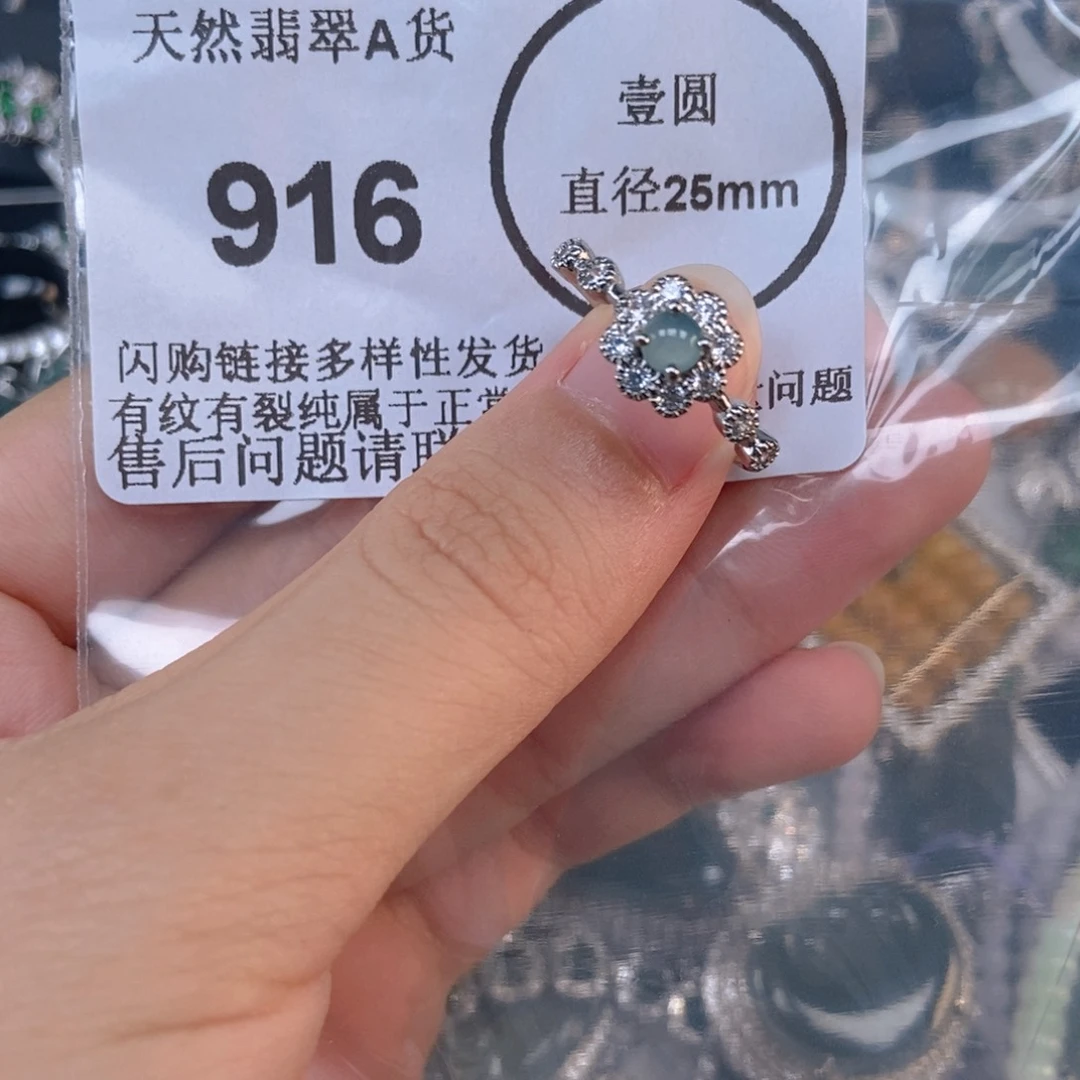 天然翡翠A货
916
壹圆
直径25mm
闪购链接多样性发货
有纹有裂纯属于正常
问题
售后问题请联